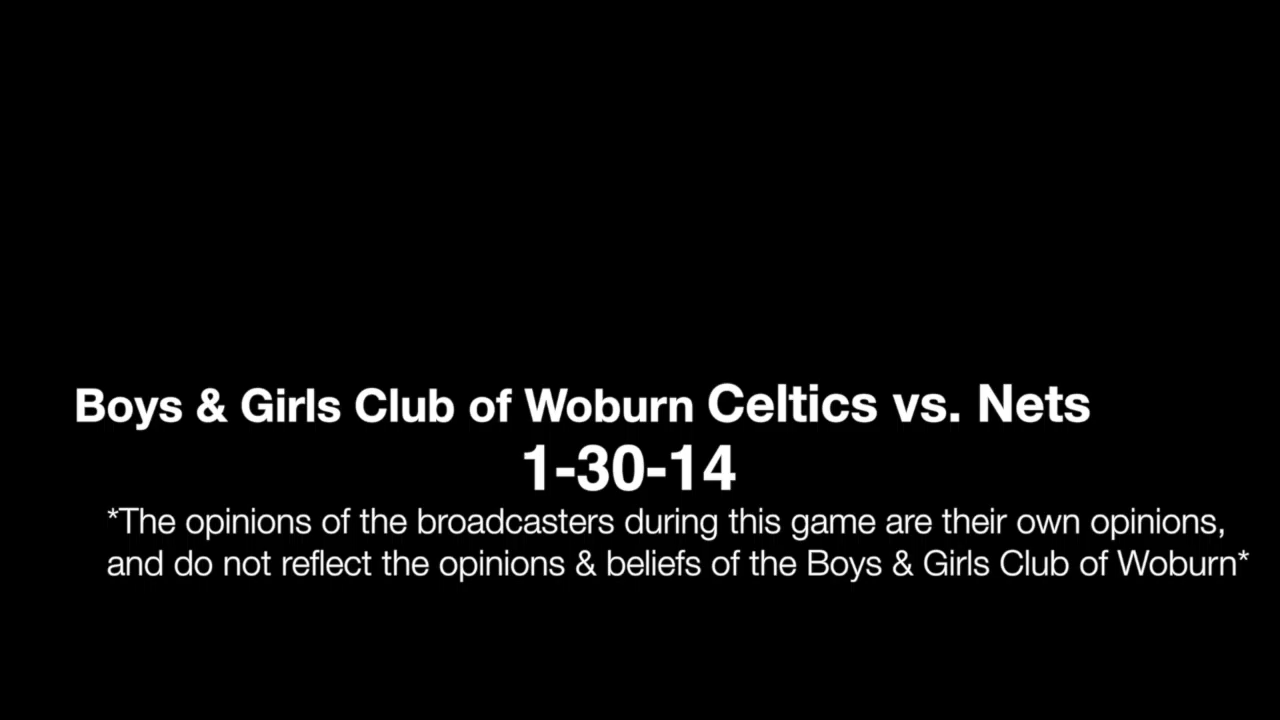 Boys & Girls Club of Woburn Celtics vs. Nets
1-30-14
*The opinions of the broadcasters during this game are their own opinions,
and do not reflect the opinions & beliefs of the Boys & Girls Club of Woburn*